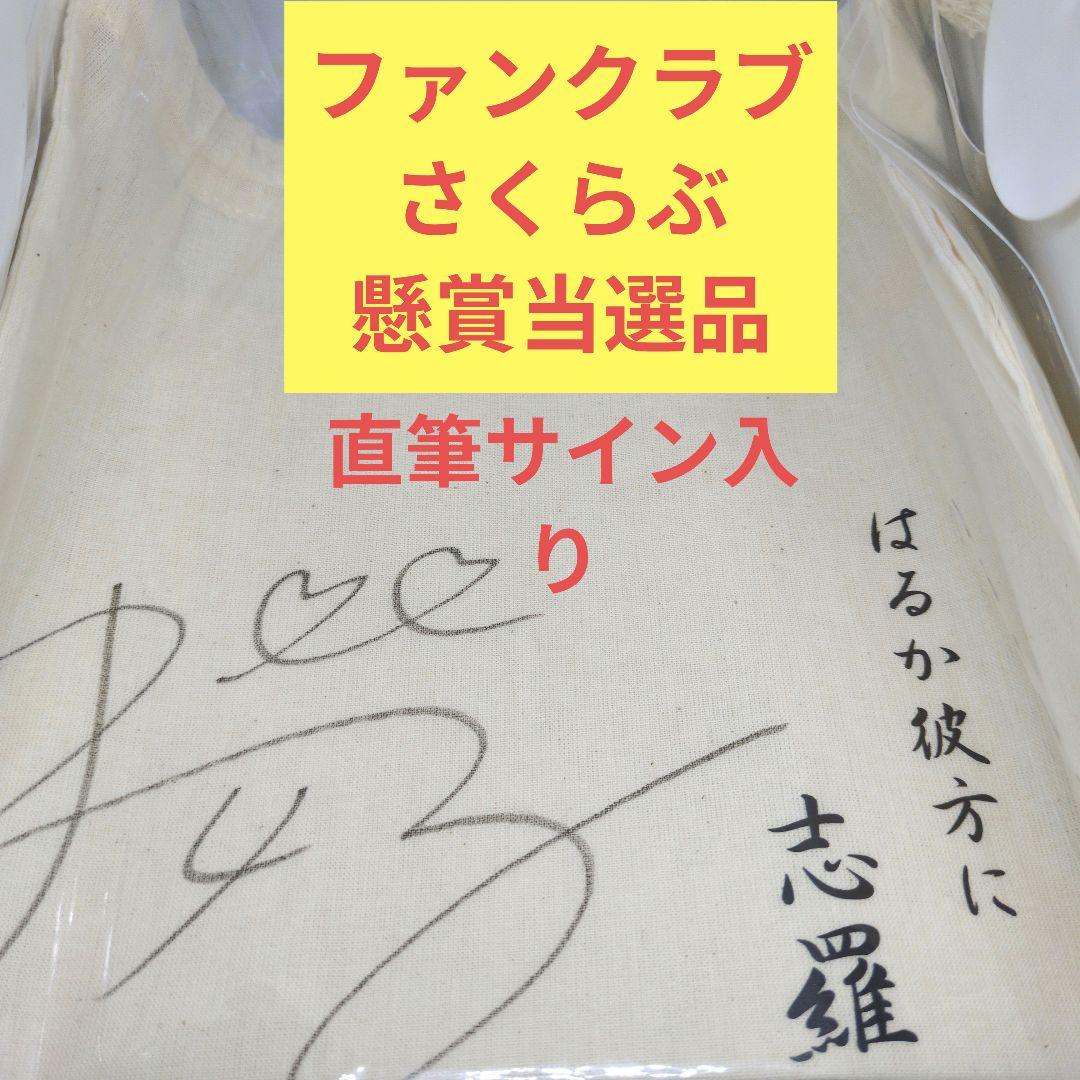 ファンクラブ
さくらぶ
懸賞当選品
直筆サイン入
り
はるか彼方に
志羅